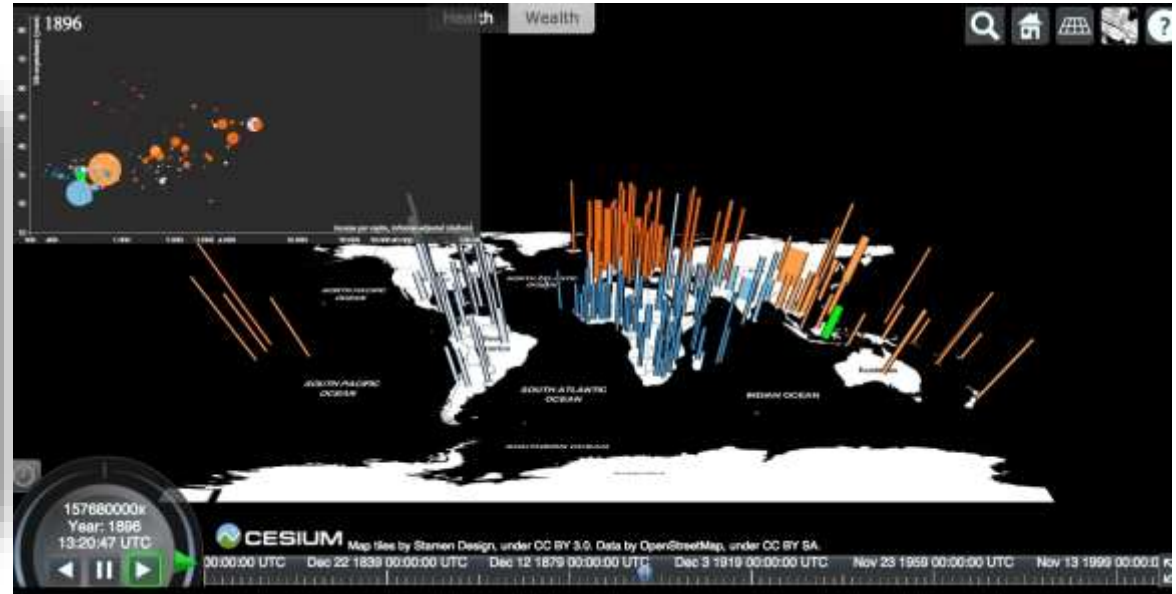 1896
Health
Wealth
?
NORTH PACIFIC
OCEAN
NORTH ATLANTIC
OCEAN
SOUTH PACIFIC
OCEAN
SOUTH ATLANTIC
OCEAN
INDIAN OCEAN
SOUTHERN OCEAN
157680000x
Year: 1896
13:20:47 UTC
CESIUM
Map tiles by Stamen Design, under CC BY 3.0. Data by OpenStreetMap, under CC BY SA.
00:00:00 UTC Dec 22 1839 00:00:00 UTC Dec 12 1879 00:00:00 UTC Dec 3 1919 00:00:00 UTC Nov 23 1959 00:00:00 UTC Nov 13 1999 00:00:0